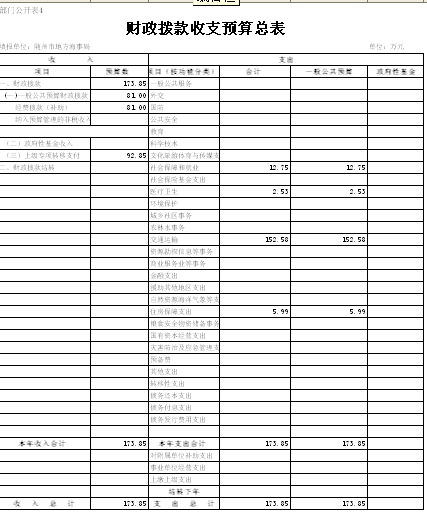 部门公开表4
财政拨款收支预算总表
填报单位：随州市地方海事局 单位：万元
收 入 支 出
项目 预算数 项目（按功能分类） 合计 一般公共预算 政府性基金
一、财政拨款 173.85 一般公共服务
(一)一般公共预算财政拨款 81.00 外交
经费拨款（补助） 81.00 国防
纳入预算管理的非税收入 公共安全
教育
（二）政府性基金收入 科学技术
（三）上级专项转移支付 92.85 文化旅游体育与传媒支
二、财政拨款结转 社会保障和就业 12.75 12.75
社会保险基金支出
医疗卫生 2.53 2.53
环境保护
城乡社区事务
农林水事务
交通运输 152.58 152.58
资源勘探信息等事务
商业服务业等事务
金融支出
援助其他地区支出
自然资源海洋气象等支
住房保障支出 5.99 5.99
粮食安全物资储备事务
国有资本经营支出
灾害防治及应急管理支
预备费
其他支出
转移性支出
债务还本支出
债务付息支出
债务发行费用支出
本年收入合计 173.85 本年支出合计 173.85 173.85
对附属单位补助支出
事业单位经营支出
上缴上级支出
结转下年
收 入 总 计 173.85 支 出 总 计 173.85 173.85